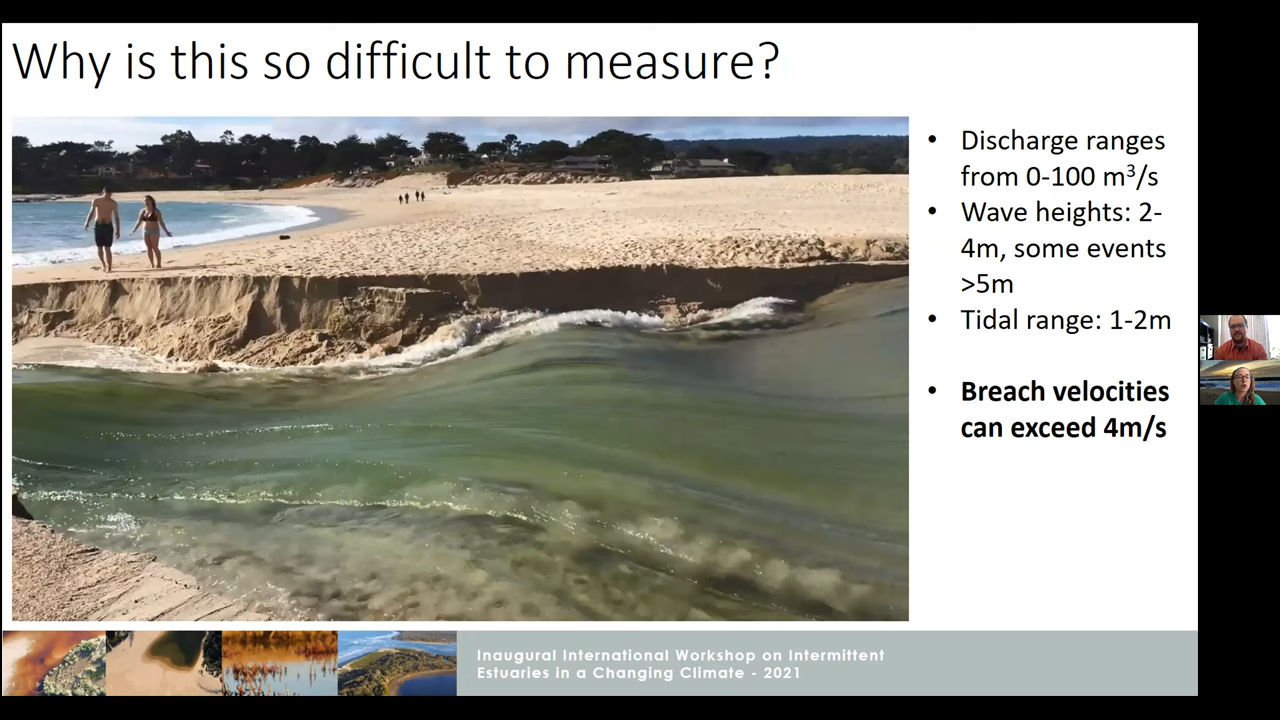 Why is this so difficult to measure?
• Discharge ranges
from 0-100 m³/s
• Wave heights: 2-
4m, some events
>5m
• Tidal range: 1-2m
• Breach velocities
can exceed 4m/s
Inaugural International Workshop on Intermittent
Estuaries in a Changing Climate - 2021